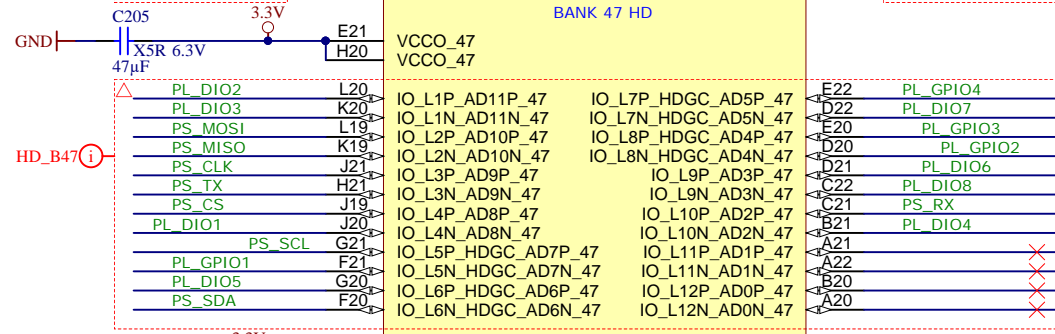 BANK 47 HD
C205
3.3V
GND
X5R 6.3V
47µF
E21 VCCO_47
H20 VCCO_47
PL_DIO2 L20 IO_L1P_AD11P_47 IO_L7P_HDGC_AD5P_47 E22 PL_GPIO4
PL_DIO3 K20 IO_L1N_AD11N_47 IO_L7N_HDGC_AD5N_47 D22 PL_DIO7
PS_MOSI L19 IO_L2P_AD10P_47 IO_L8P_HDGC_AD4P_47 E20 PL_GPIO3
HD_B47 i PS_MISO K19 IO_L2N_AD10N_47 IO_L8N_HDGC_AD4N_47 D20 PL_GPIO2
PS_CLK J21 IO_L3P_AD9P_47 IO_L9P_AD3P_47 D21 PL_DIO6
PS_TX H21 IO_L3N_AD9N_47 IO_L9N_AD3N_47 C22 PL_DIO8
PS_CS J19 IO_L4P_AD8P_47 IO_L10P_AD2P_47 C21 PS_RX
PL_DIO1 J20 IO_L4N_AD8N_47 IO_L10N_AD2N_47 B21 PL_DIO4
PS_SCL G21 IO_L5P_HDGC_AD7P_47 IO_L11P_AD1P_47 A21
PL_GPIO1 F21 IO_L5N_HDGC_AD7N_47 IO_L11N_AD1N_47 A22
PL_DIO5 G20 IO_L6P_HDGC_AD6P_47 IO_L12P_AD0P_47 B20
PS_SDA F20 IO_L6N_HDGC_AD6N_47 IO_L12N_AD0N_47 A20